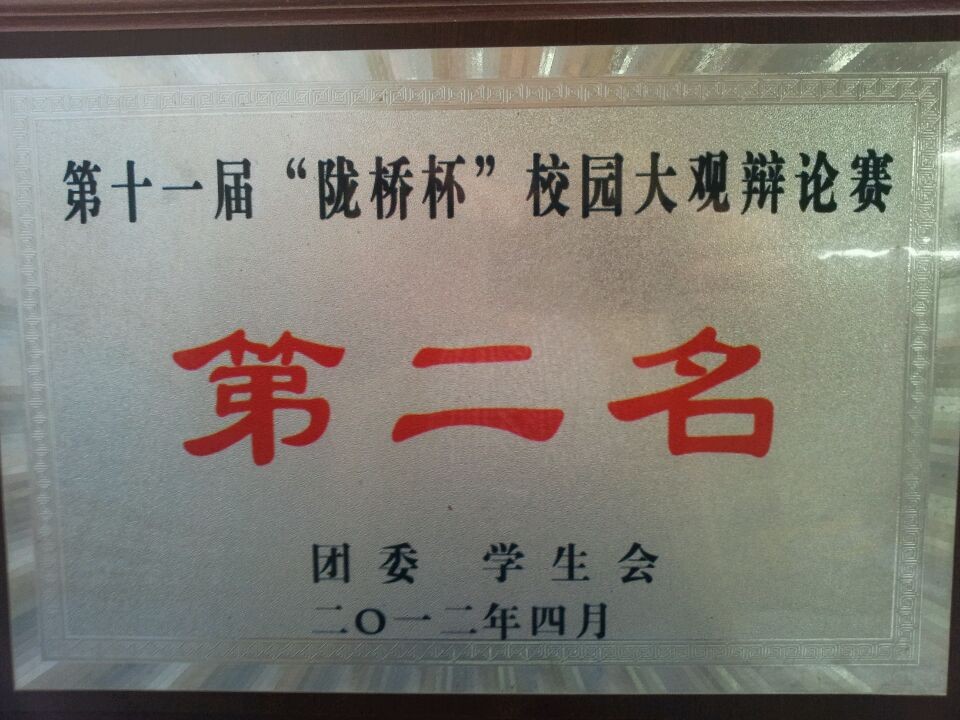 第十一届“陇桥杯”校园大观辩论赛
第二名
团委 学生会
二〇一二年四月